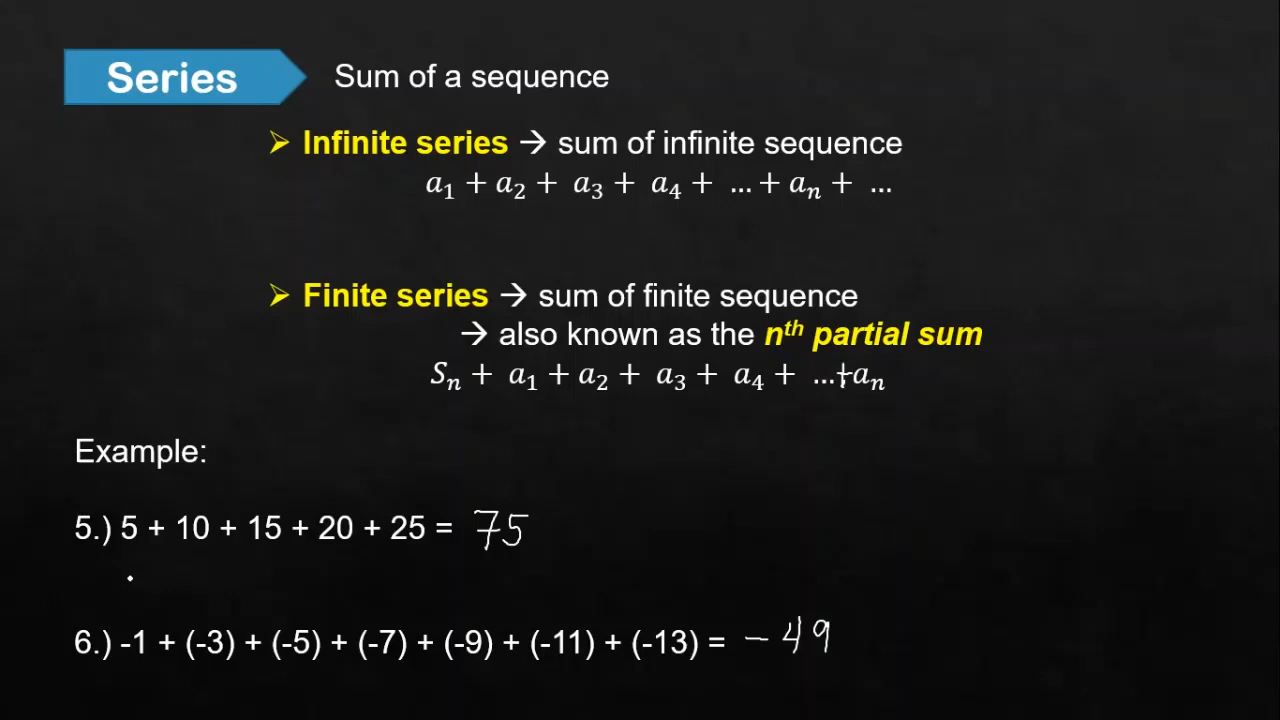 Series Sum of a sequence
➢ Infinite series → sum of infinite sequence
a₁ + a₂ + a₃ + a₄ + ... + aₙ + ...
➢ Finite series → sum of finite sequence
→ also known as the nᵗʰ partial sum
Sₙ + a₁ + a₂ + a₃ + a₄ + ...+aₙ
Example:
5.) 5 + 10 + 15 + 20 + 25 = 75
6.) -1 + (-3) + (-5) + (-7) + (-9) + (-11) + (-13) = - 49